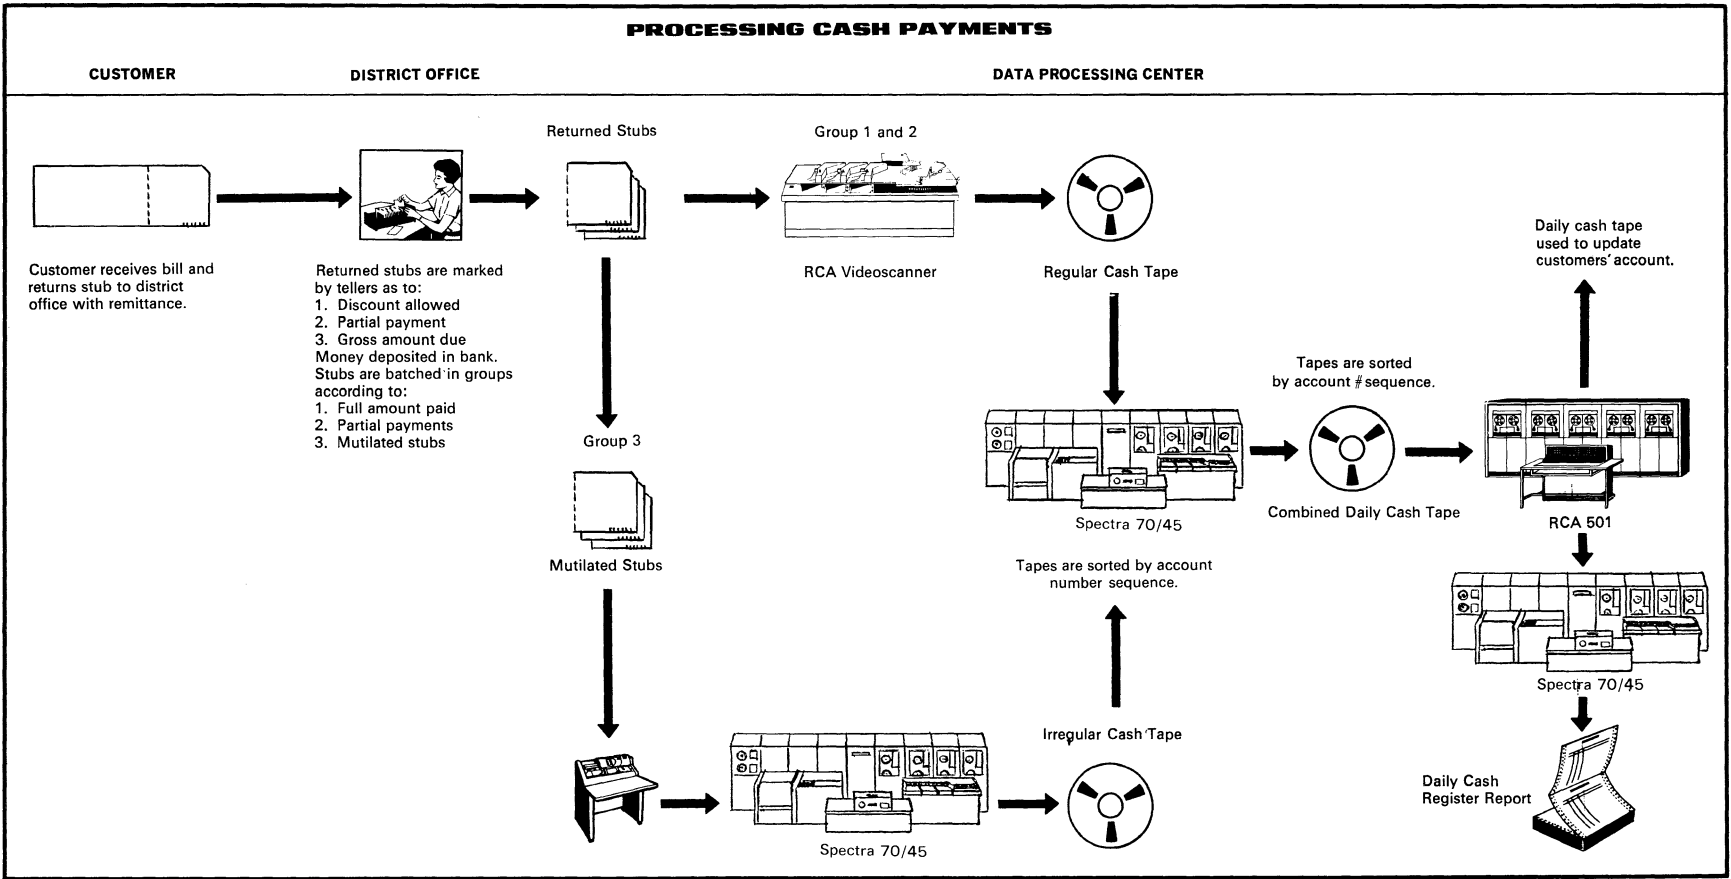 PROCESSING CASH PAYMENTS
CUSTOMER
DISTRICT OFFICE
DATA PROCESSING CENTER
Customer receives bill and
returns stub to district
office with remittance.
Returned stubs are marked
by tellers as to:
1. Discount allowed
2. Partial payment
3. Gross amount due
Money deposited in bank.
Stubs are batched in groups
according to:
1. Full amount paid
2. Partial payments
3. Mutilated stubs
Returned Stubs
Group 1 and 2
RCA Videoscanner
Regular Cash Tape
Group 3
Mutilated Stubs
Spectra 70/45
Irregular Cash Tape
Tapes are sorted by account
number sequence.
Spectra 70/45
Tapes are sorted
by account # sequence.
Combined Daily Cash Tape
Daily cash tape
used to update
customers' account.
RCA 501
Spectra 70/45
Daily Cash
Register Report